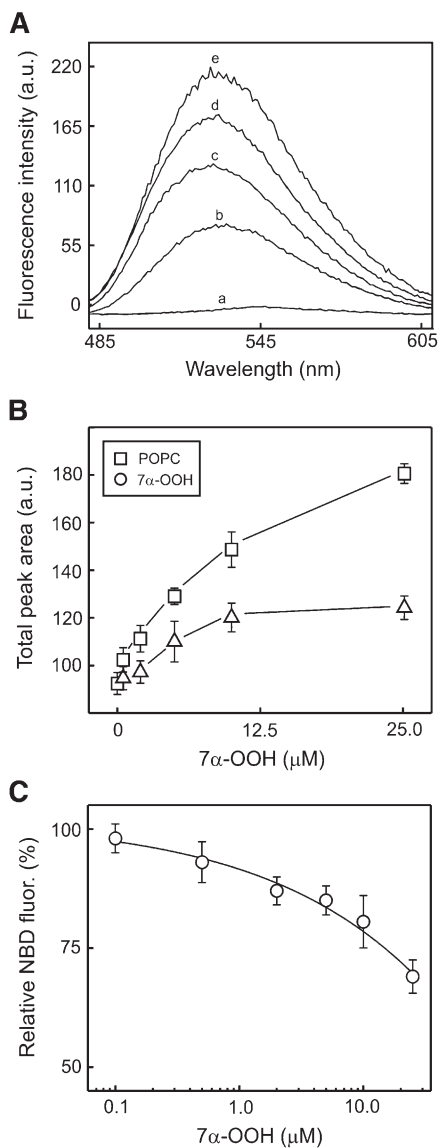 A
Fluorescence intensity (a.u.)
220
165
110
55
0
e
d
c
b
a
485
545
605
Wavelength (nm)
B
Total peak area (a.u.)
180
160
140
120
100
POPC
7α-OOH
0
12.5
25.0
7α-OOH (μM)
C
Relative NBD fluor. (%)
100
75
50
0.1
1.0
10.0
7α-OOH (μM)